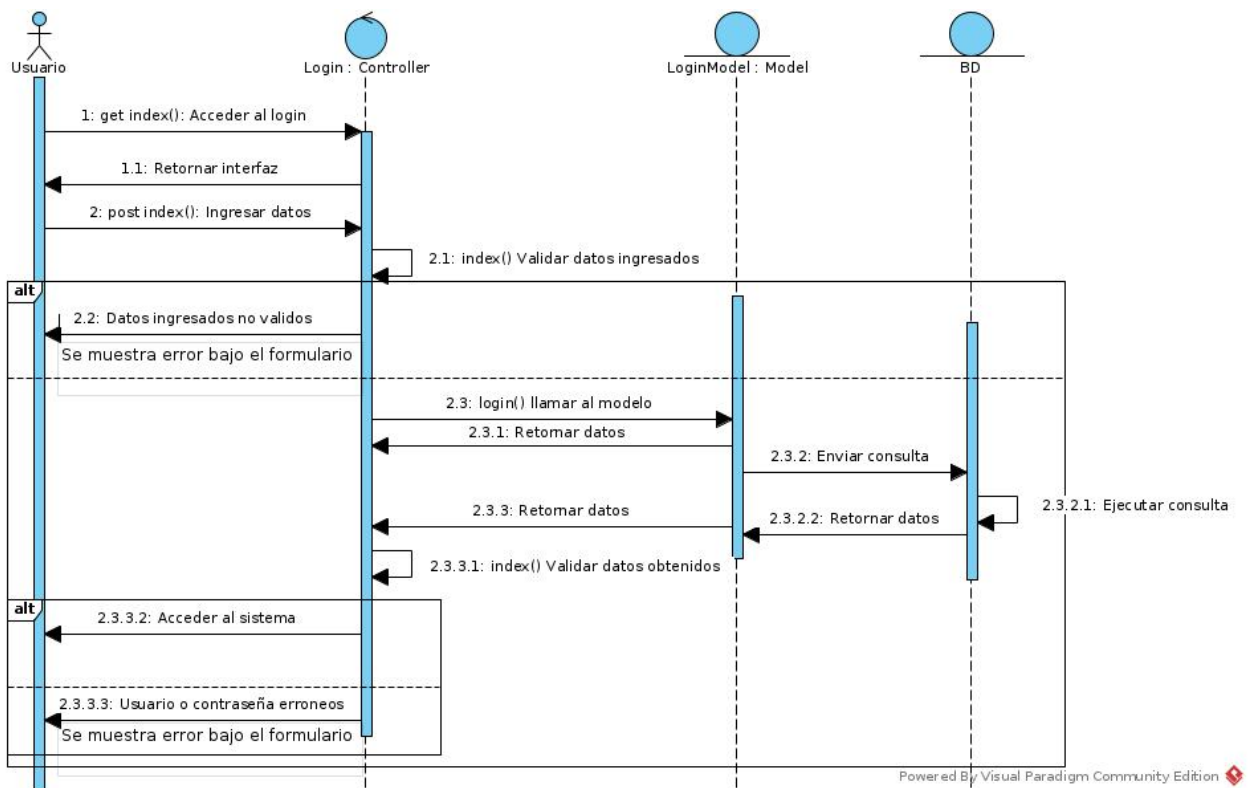 Usuario
Login : Controller
LoginModel : Model
BD
1: get index(): Acceder al login
1.1: Retornar interfaz
2: post index(): Ingresar datos
2.1: index() Validar datos ingresados
alt
2.2: Datos ingresados no validos
Se muestra error bajo el formulario
2.3: login() llamar al modelo
2.3.1: Retornar datos
2.3.2: Enviar consulta
2.3.2.1: Ejecutar consulta
2.3.3: Retornar datos
2.3.2.2: Retornar datos
2.3.3.1: index() Validar datos obtenidos
alt
2.3.3.2: Acceder al sistema
2.3.3.3: Usuario o contraseña erroneos
Se muestra error bajo el formulario
Powered By Visual Paradigm Community Edition